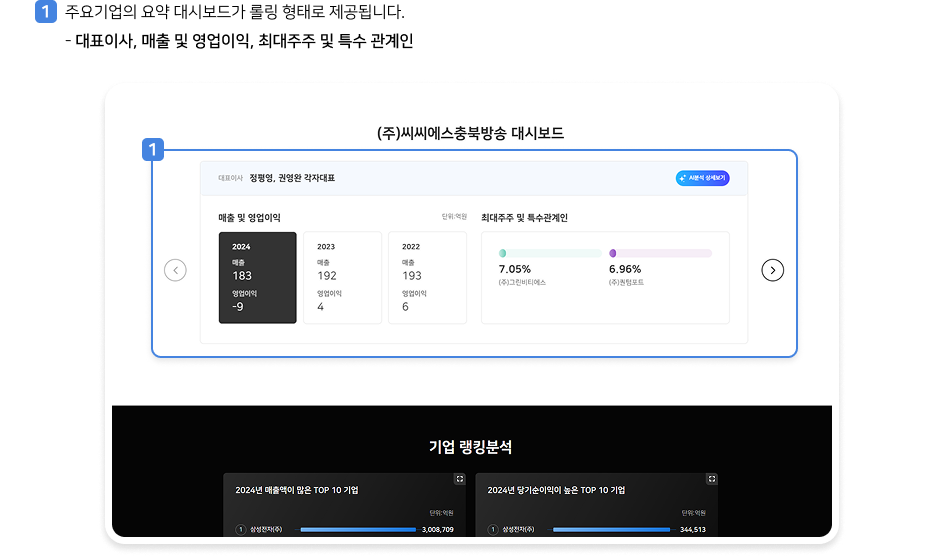 1 주요기업의 요약 대시보드가 롤링 형태로 제공됩니다.
- 대표이사, 매출 및 영업이익, 최대주주 및 특수 관계인
(주)씨씨에스충북방송 대시보드
1
대표이사 정평영, 권영완 각자대표
AI분석 상세보기
매출 및 영업이익
단위:억원
2024
매출
183
영업이익
-9
2023
매출
192
영업이익
4
2022
매출
193
영업이익
6
최대주주 및 특수관계인
7.05%
(주)그린비티에스
6.96%
(주)퀀텀포트
기업 랭킹분석
2024년 매출액이 많은 TOP 10 기업
단위:억원
1 삼성전자(주) 3,008,709
2024년 당기순이익이 높은 TOP 10 기업
단위:억원
1 삼성전자(주) 344,513